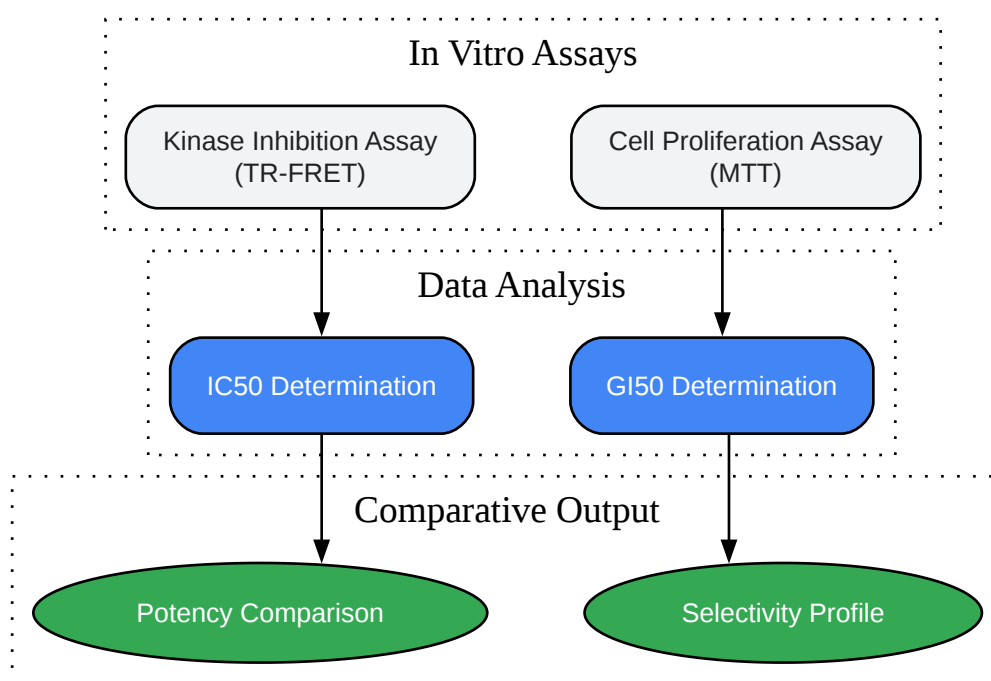 In Vitro Assays
Kinase Inhibition Assay
(TR-FRET)
Cell Proliferation Assay
(MTT)
Data Analysis
IC50 Determination
GI50 Determination
Comparative Output
Potency Comparison
Selectivity Profile